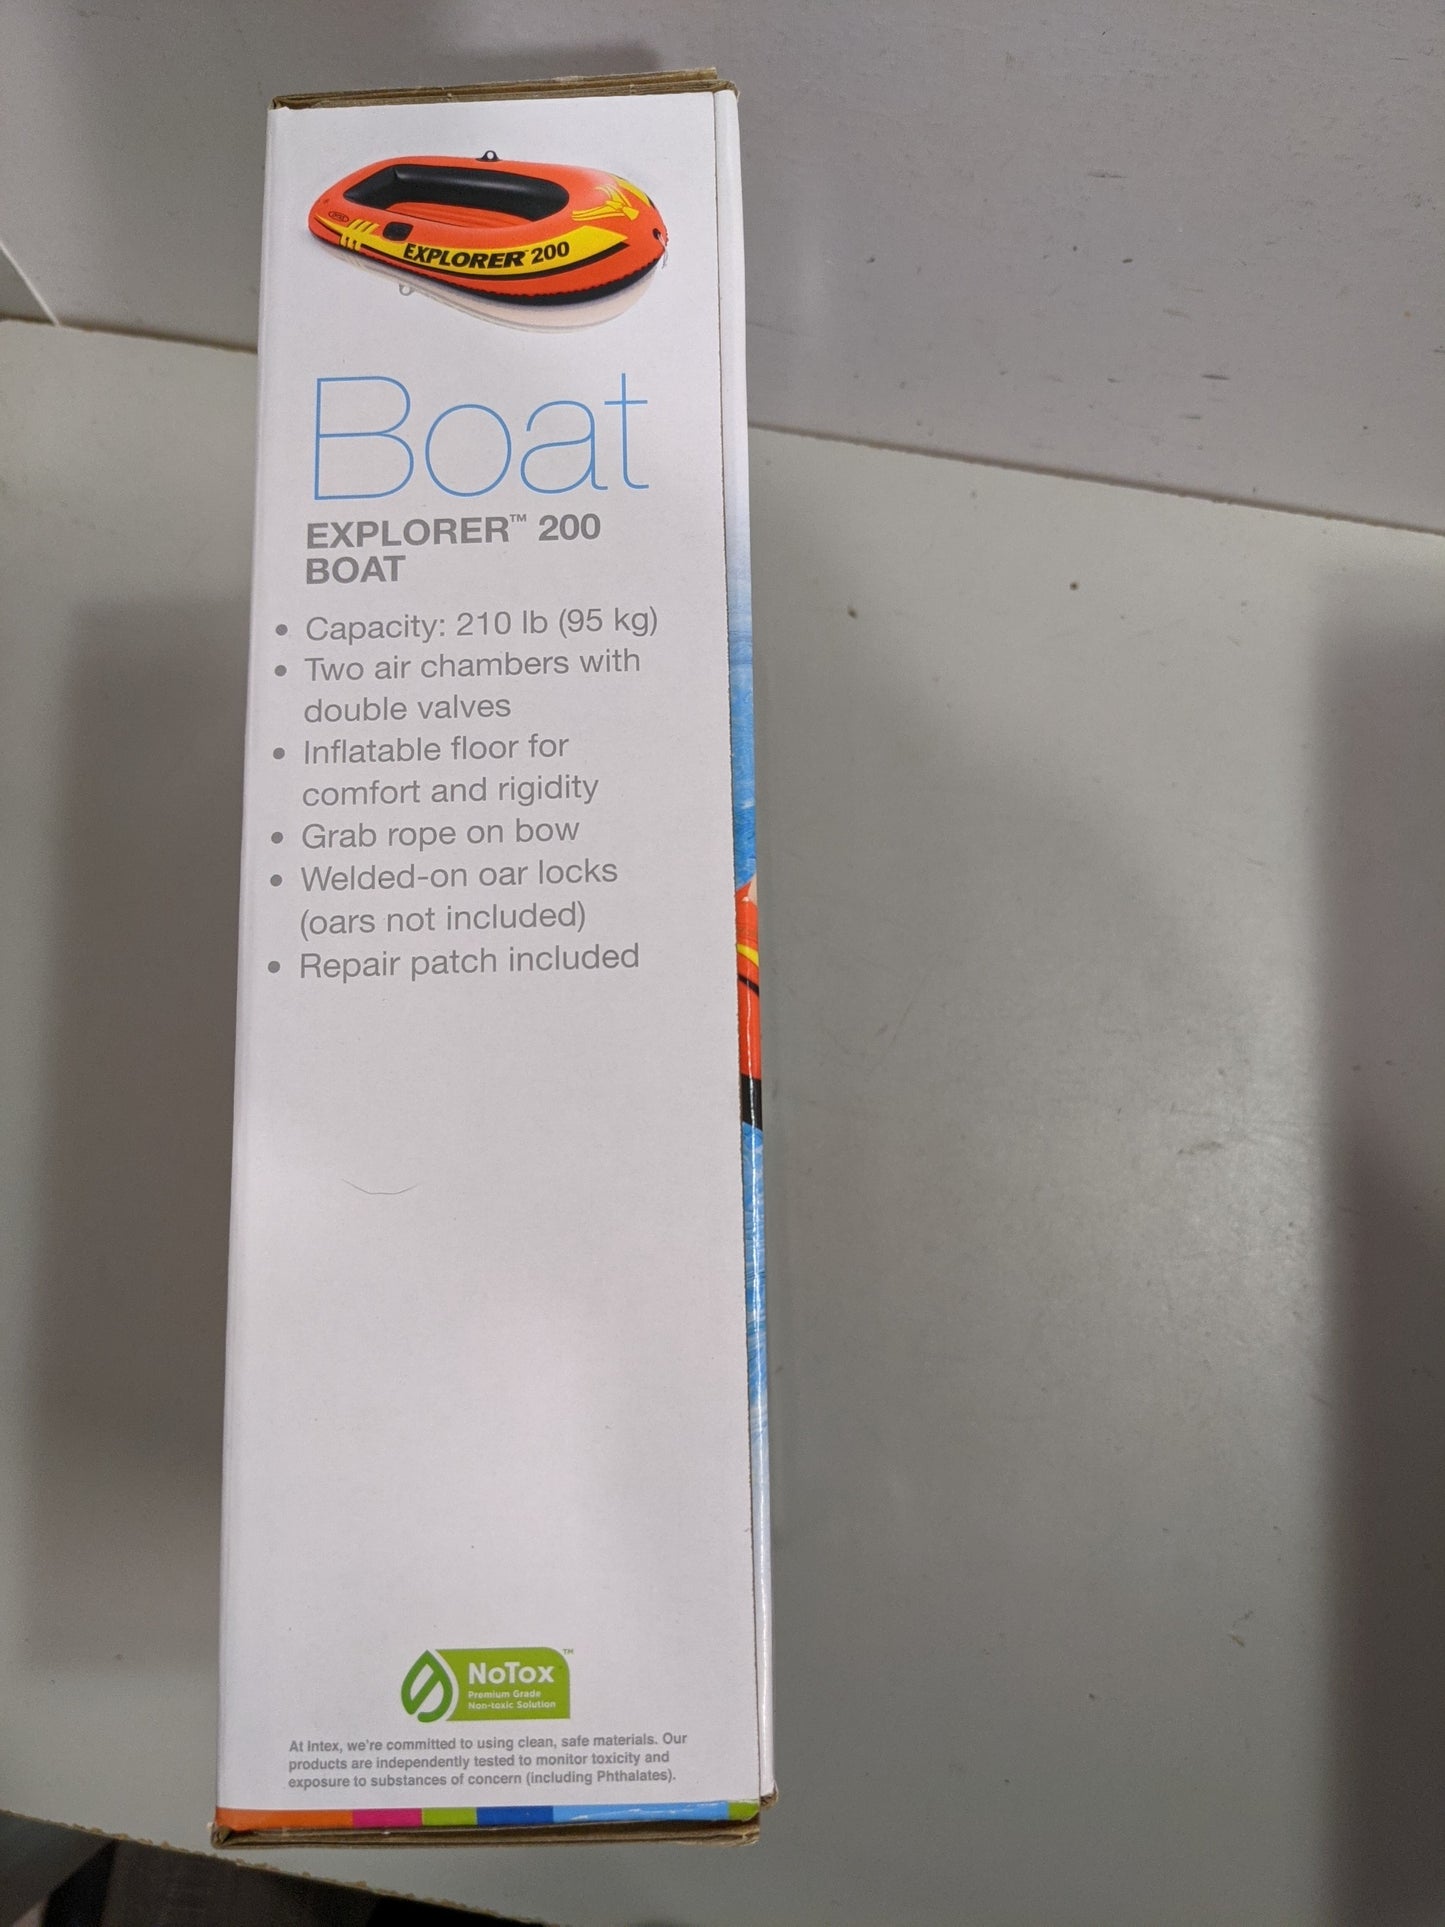 EXPLORER™ 200
Boat
EXPLORER™ 200
BOAT
• Capacity: 210 lb (95 kg)
• Two air chambers with
double valves
• Inflatable floor for
comfort and rigidity
• Grab rope on bow
• Welded-on oar locks
(oars not included)
• Repair patch included
NoTox™
Premium Grade
Non-toxic Solution
At Intex, we're committed to using clean, safe materials. Our
products are independently tested to monitor toxicity and
exposure to substances of concern (including Phthalates).